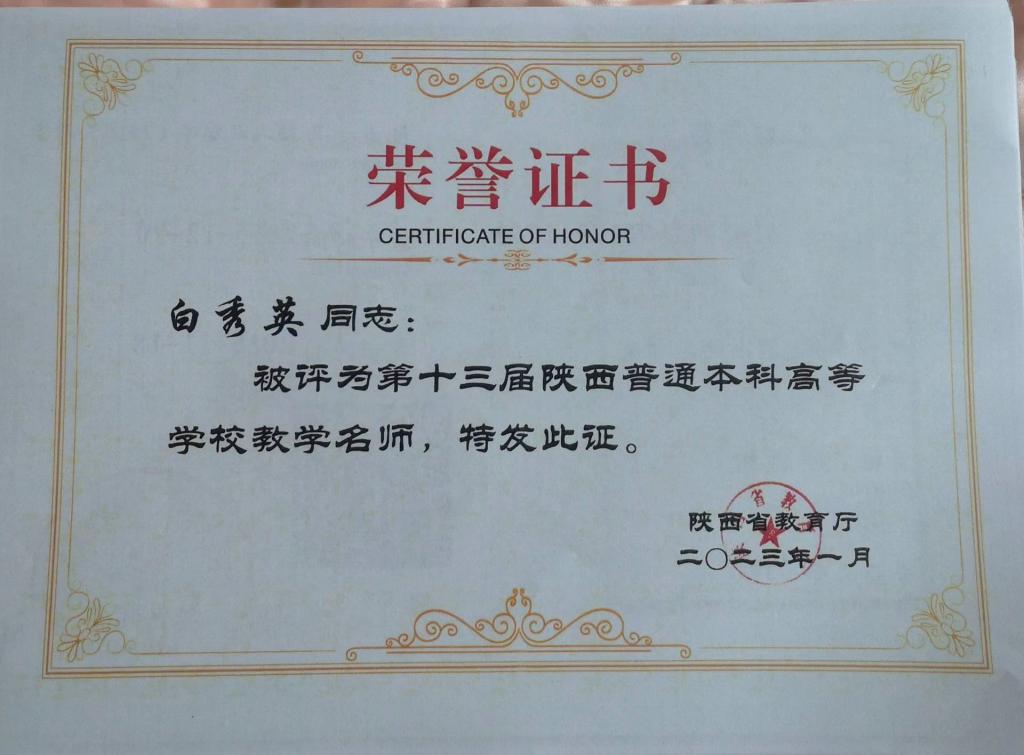 荣誉证书
CERTIFICATE OF HONOR
白秀英 同志：
被评为第十三届陕西普通本科高等
学校教学名师，特发此证。
陕西省教育厅
二〇二三年一月